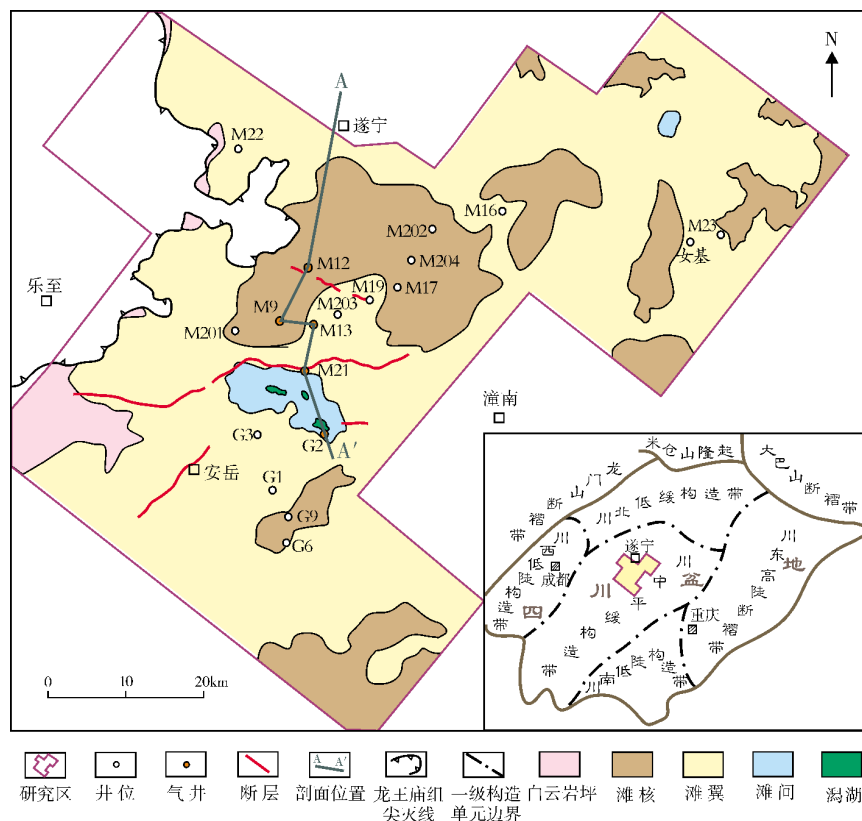 N
A
遂宁
M22
M16
M202
M23
女基
M12
M204
M19
M17
乐至
M9
M203
M13
M201
M21
潼南
G3
G2
A′
安岳
G1
G9
G6
0 10 20km
米仓山隆起
大巴山断褶带
龙门山断褶带
川北低缓构造带
川西低陡构造带
川中平缓构造带
川东高陡断褶带
川南低陡构造带
四川盆地
遂宁
成都
重庆
研究区
井位
气井
断层
A A′
剖面位置
龙王庙组
尖灭线
一级构造
单元边界
白云岩坪
滩核
滩翼
滩间
潟湖